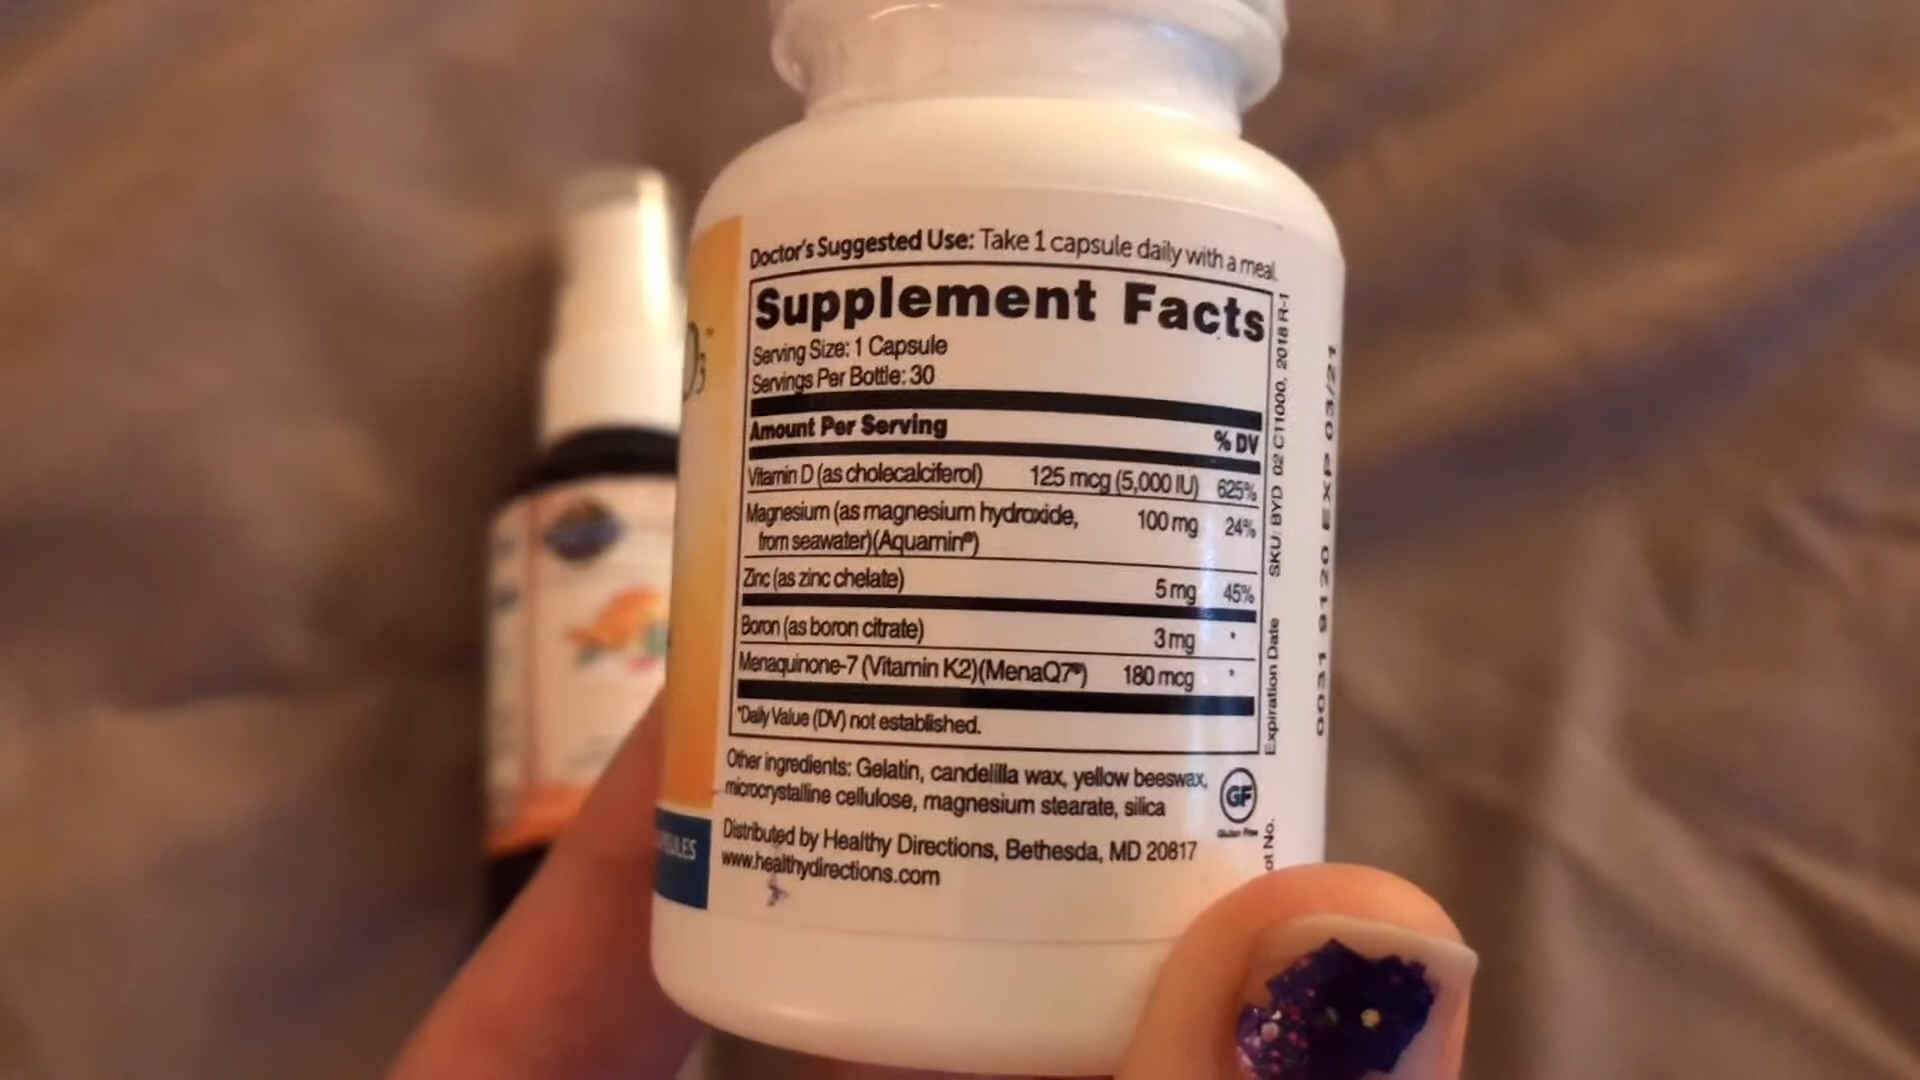 Doctor's Suggested Use: Take 1 capsule daily with a meal.
Supplement Facts
Serving Size: 1 Capsule
Servings Per Bottle: 30
Amount Per Serving % DV
Vitamin D (as cholecalciferol) 125 mcg (5,000 IU) 625%
Magnesium (as magnesium hydroxide, 100 mg 24%
from seawater)(Aquamin®)
Zinc (as zinc chelate) 5 mg 45%
Boron (as boron citrate) 3 mg *
Menaquinone-7 (Vitamin K2)(MenaQ7®) 180 mcg *
*Daily Value (DV) not established.
Other ingredients: Gelatin, candelilla wax, yellow beeswax,
microcrystalline cellulose, magnesium stearate, silica
GF
Gluten Free
Distributed by Healthy Directions, Bethesda, MD 20817
www.healthydirections.com
SKU: BYD 02 C11000. 2018 R-1
Expiration Date
ot No.
0031 9120 EXP 03/21
D3™